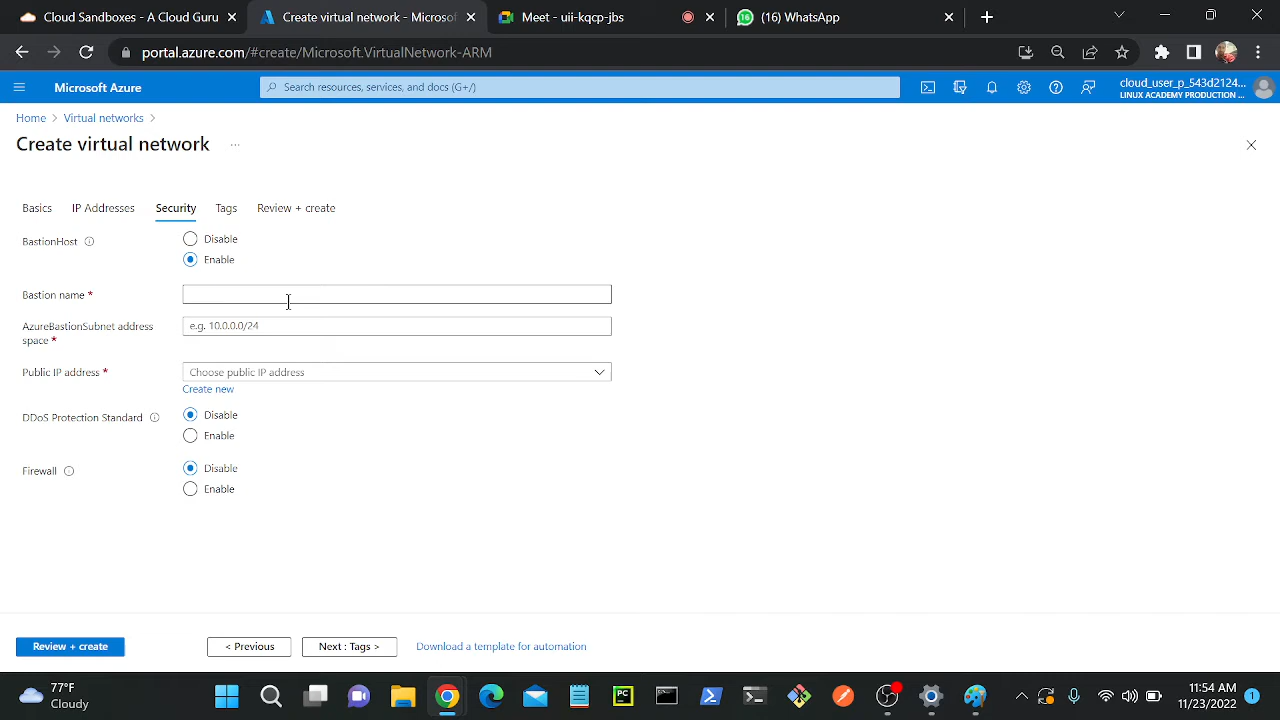 Cloud Sandboxes - A Cloud Guru
Create virtual network - Microsof
Meet - uii-kqcp-jbs
(16) WhatsApp
portal.azure.com/#create/Microsoft.VirtualNetwork-ARM
Microsoft Azure
Search resources, services, and docs (G+/)
cloud_user_p_543d2124...
LINUX ACADEMY PRODUCTION ...
Home > Virtual networks >
Create virtual network ...
Basics
IP Addresses
Security
Tags
Review + create
BastionHost
Disable
Enable
Bastion name *
AzureBastionSubnet address
space *
e.g. 10.0.0.0/24
Public IP address *
Choose public IP address
Create new
DDoS Protection Standard
Disable
Enable
Firewall
Disable
Enable
Review + create
< Previous
Next : Tags >
Download a template for automation
77°F
Cloudy
11:54 AM
11/23/2022
1